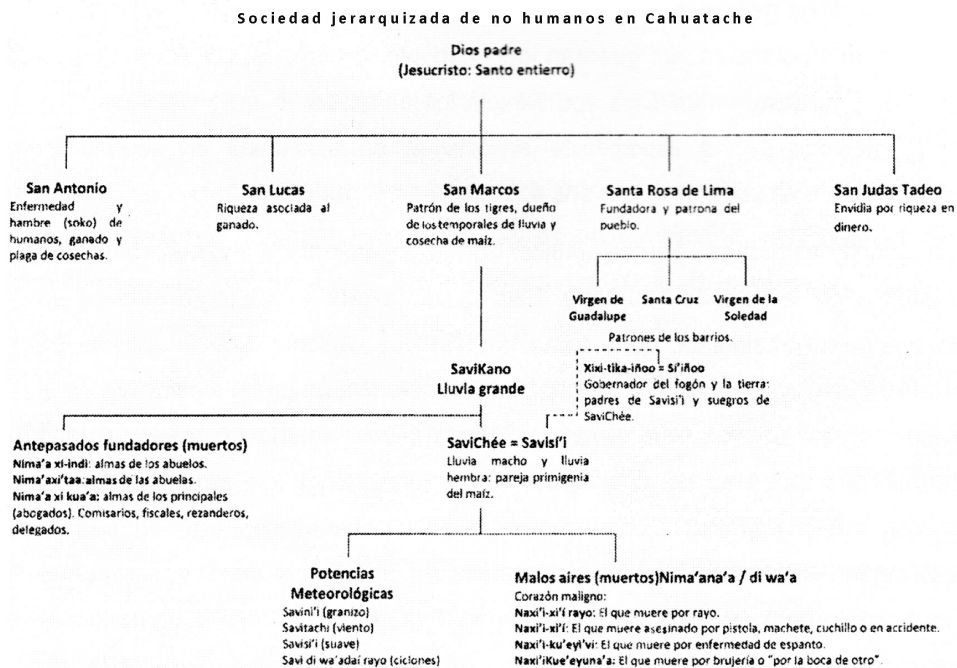 Sociedad jerarquizada de no humanos en Cahuatache
Dios padre
(Jesucristo: Santo entierro)
San Antonio
Enfermedad y
hambre (soko) de
humanos, ganado y
plaga de cosechas.
San Lucas
Riqueza asociada al
ganado.
San Marcos
Patrón de los tigres, dueño
de los temporales de lluvia y
cosecha de maíz.
Santa Rosa de Lima
Fundadora y patrona del
pueblo.
San Judas Tadeo
Envidia por riqueza en
dinero.
Virgen de
Guadalupe
Santa Cruz
Virgen de la
Soledad
Patrones de los barrios.
SaviKano
Lluvia grande
Xixi-tika-iñoo = Si'iñoo
Gobernador del fogón y la tierra:
padres de Savisi'i y suegros de
SaviChée.
Antepasados fundadores (muertos)
Nima'a xi-indi: almas de los abuelos.
Nima'axi'taa:almas de las abuelas.
Nima'a xi kua'a: almas de los principales
(abogados). Comisarios, fiscales, rezanderos,
delegados.
SaviChée = Savisí'i
Lluvia macho y lluvia
hembra: pareja primigenia
del maíz.
Potencias
Meteorológicas
Savini'i (granizo)
Savitachi (viento)
Savisi'i (suave)
Savi di wa'adaí rayo (ciclones)
Malos aires (muertos)Nima'ana'a / di wa'a
Corazón maligno:
Naxi'i-xi'í rayo: El que muere por rayo.
Naxi'i-xi'í: El que muere asesinado por pistola, machete, cuchillo o en accidente.
Naxi'i-ku'eyi'vi: El que muere por enfermedad de espanto.
Naxi'iKue'eyuna'a: El que muere por brujería o "por la boca de otro".